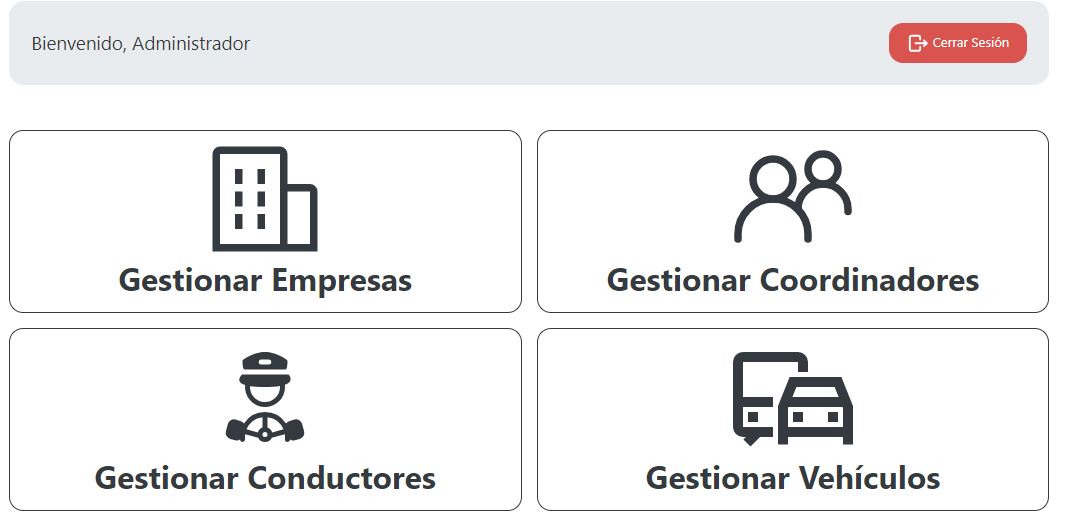 Bienvenido, Administrador
Cerrar Sesión
Gestionar Empresas
Gestionar Coordinadores
Gestionar Conductores
Gestionar Vehículos